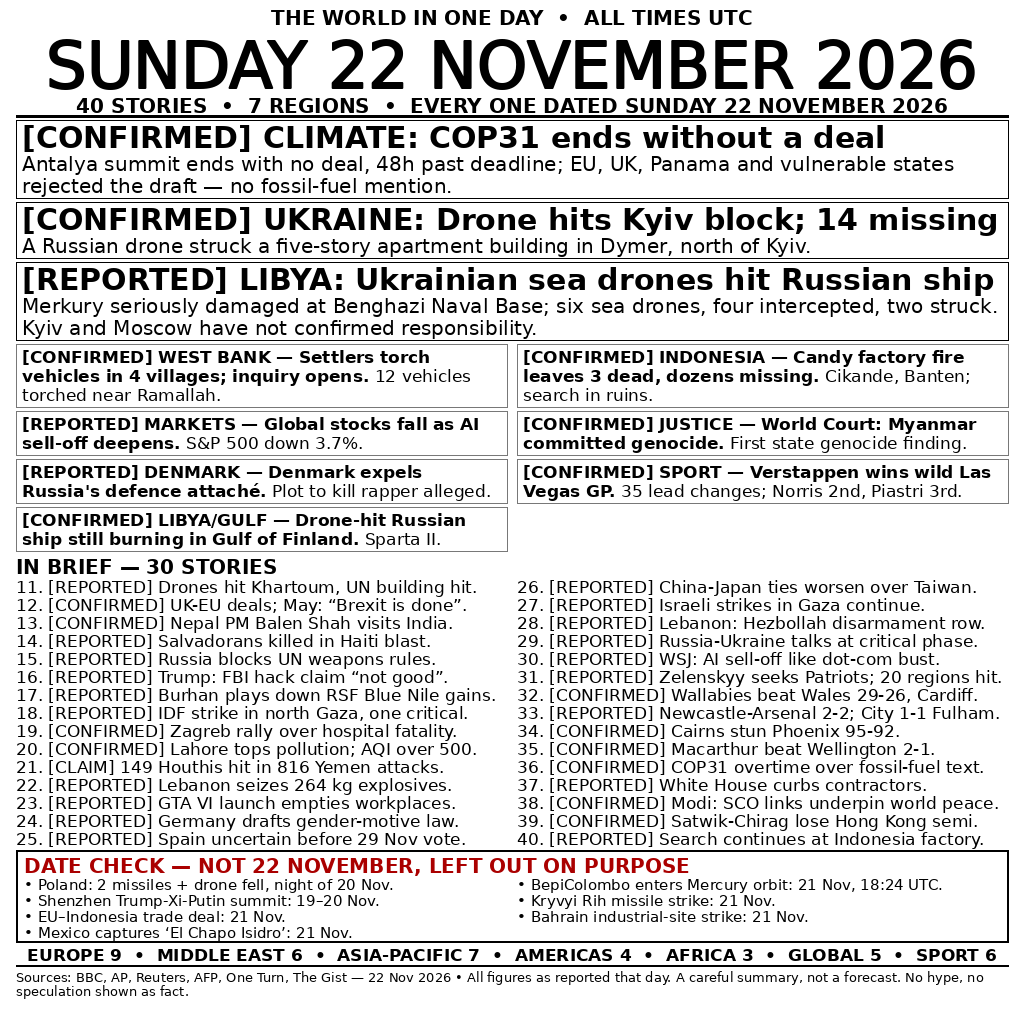 THE WORLD IN ONE DAY • ALL TIMES UTC
SUNDAY 22 NOVEMBER 2026
40 STORIES • 7 REGIONS • EVERY ONE DATED SUNDAY 22 NOVEMBER 2026
[CONFIRMED] CLIMATE: COP31 ends without a deal
Antalya summit ends with no deal, 48h past deadline; EU, UK, Panama and vulnerable states
rejected the draft — no fossil-fuel mention.
[CONFIRMED] UKRAINE: Drone hits Kyiv block; 14 missing
A Russian drone struck a five-story apartment building in Dymer, north of Kyiv.
[REPORTED] LIBYA: Ukrainian sea drones hit Russian ship
Merkury seriously damaged at Benghazi Naval Base; six sea drones, four intercepted, two struck.
Kyiv and Moscow have not confirmed responsibility.
[CONFIRMED] WEST BANK — Settlers torch
vehicles in 4 villages; inquiry opens. 12 vehicles
torched near Ramallah.
[CONFIRMED] INDONESIA — Candy factory fire
leaves 3 dead, dozens missing. Cikande, Banten;
search in ruins.
[REPORTED] MARKETS — Global stocks fall as AI
sell-off deepens. S&P 500 down 3.7%.
[CONFIRMED] JUSTICE — World Court: Myanmar
committed genocide. First state genocide finding.
[REPORTED] DENMARK — Denmark expels
Russia's defence attaché. Plot to kill rapper alleged.
[CONFIRMED] SPORT — Verstappen wins wild Las
Vegas GP. 35 lead changes; Norris 2nd, Piastri 3rd.
[CONFIRMED] LIBYA/GULF — Drone-hit Russian
ship still burning in Gulf of Finland. Sparta II.
IN BRIEF — 30 STORIES
11. [REPORTED] Drones hit Khartoum, UN building hit.
12. [CONFIRMED] UK-EU deals; May: “Brexit is done”.
13. [CONFIRMED] Nepal PM Balen Shah visits India.
14. [REPORTED] Salvadorans killed in Haiti blast.
15. [REPORTED] Russia blocks UN weapons rules.
16. [REPORTED] Trump: FBI hack claim “not good”.
17. [REPORTED] Burhan plays down RSF Blue Nile gains.
18. [REPORTED] IDF strike in north Gaza, one critical.
19. [CONFIRMED] Zagreb rally over hospital fatality.
20. [CONFIRMED] Lahore tops pollution; AQI over 500.
21. [CLAIM] 149 Houthis hit in 816 Yemen attacks.
22. [REPORTED] Lebanon seizes 264 kg explosives.
23. [REPORTED] GTA VI launch empties workplaces.
24. [REPORTED] Germany drafts gender-motive law.
25. [REPORTED] Spain uncertain before 29 Nov vote.
26. [REPORTED] China-Japan ties worsen over Taiwan.
27. [REPORTED] Israeli strikes in Gaza continue.
28. [REPORTED] Lebanon: Hezbollah disarmament row.
29. [REPORTED] Russia-Ukraine talks at critical phase.
30. [REPORTED] WSJ: AI sell-off like dot-com bust.
31. [REPORTED] Zelenskyy seeks Patriots; 20 regions hit.
32. [CONFIRMED] Wallabies beat Wales 29-26, Cardiff.
33. [REPORTED] Newcastle-Arsenal 2-2; City 1-1 Fulham.
34. [CONFIRMED] Cairns stun Phoenix 95-92.
35. [CONFIRMED] Macarthur beat Wellington 2-1.
36. [CONFIRMED] COP31 overtime over fossil-fuel text.
37. [REPORTED] White House curbs contractors.
38. [CONFIRMED] Modi: SCO links underpin world peace.
39. [CONFIRMED] Satwik-Chirag lose Hong Kong semi.
40. [REPORTED] Search continues at Indonesia factory.
DATE CHECK — NOT 22 NOVEMBER, LEFT OUT ON PURPOSE
• Poland: 2 missiles + drone fell, night of 20 Nov.
• Shenzhen Trump-Xi-Putin summit: 19–20 Nov.
• EU–Indonesia trade deal: 21 Nov.
• Mexico captures ‘El Chapo Isidro’: 21 Nov.
• BepiColombo enters Mercury orbit: 21 Nov, 18:24 UTC.
• Kryvyi Rih missile strike: 21 Nov.
• Bahrain industrial-site strike: 21 Nov.
EUROPE 9 • MIDDLE EAST 6 • ASIA-PACIFIC 7 • AMERICAS 4 • AFRICA 3 • GLOBAL 5 • SPORT 6
Sources: BBC, AP, Reuters, AFP, One Turn, The Gist — 22 Nov 2026 • All figures as reported that day. A careful summary, not a forecast. No hype, no
speculation shown as fact.